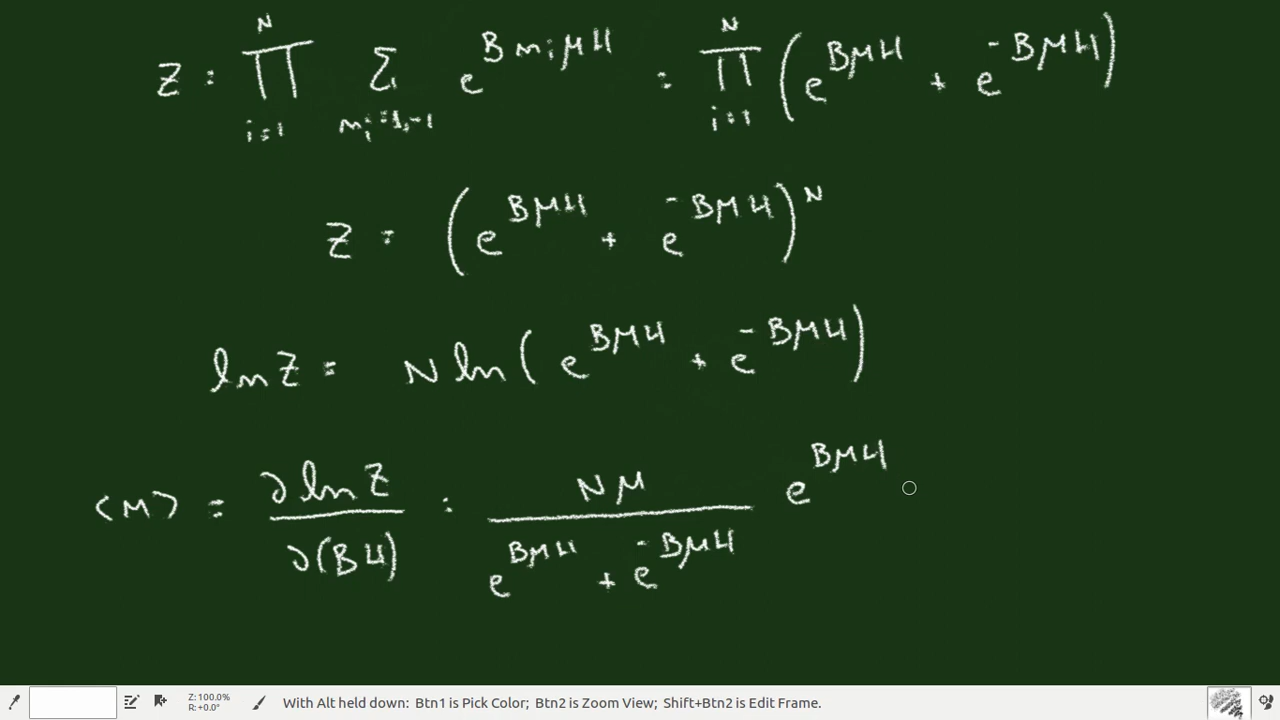 Z = ∏_{i=1}^{N} Σ_{m_i=1,-1} e^{B m_i μ H} = ∏_{i=1}^{N} (e^{BμH} + e^{-BμH})
Z = (e^{BμH} + e^{-BμH})^N
ln Z = N ln(e^{BμH} + e^{-BμH})
⟨M⟩ = ∂ ln Z / ∂(BH) = Nμ / (e^{BμH} + e^{-BμH}) e^{BμH}
Z: 100.0%
R: +0.0°
With Alt held down: Btn1 is Pick Color; Btn2 is Zoom View; Shift+Btn2 is Edit Frame.